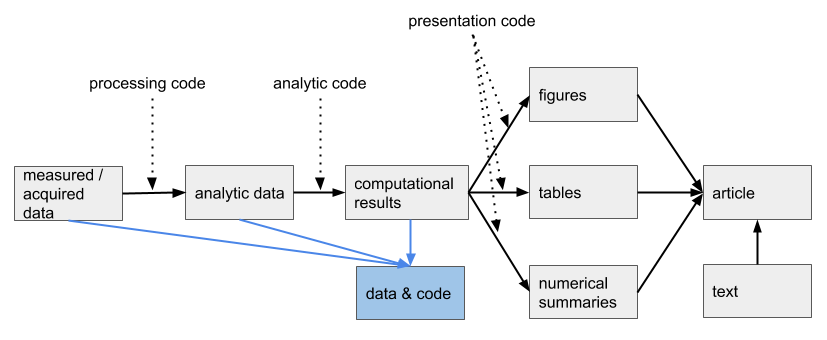 presentation code
processing code
analytic code
figures
measured /
acquired
data
analytic data
computational
results
tables
article
data & code
numerical
summaries
text